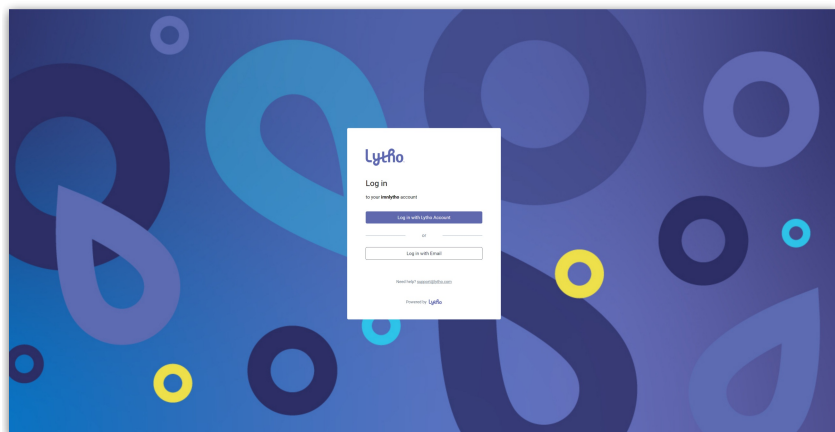 Lytho
Log in
to your imnlytho account
Log in with Lytho Account
or
Log in with Email
Need help? support@lytho.com
Powered by Lytho